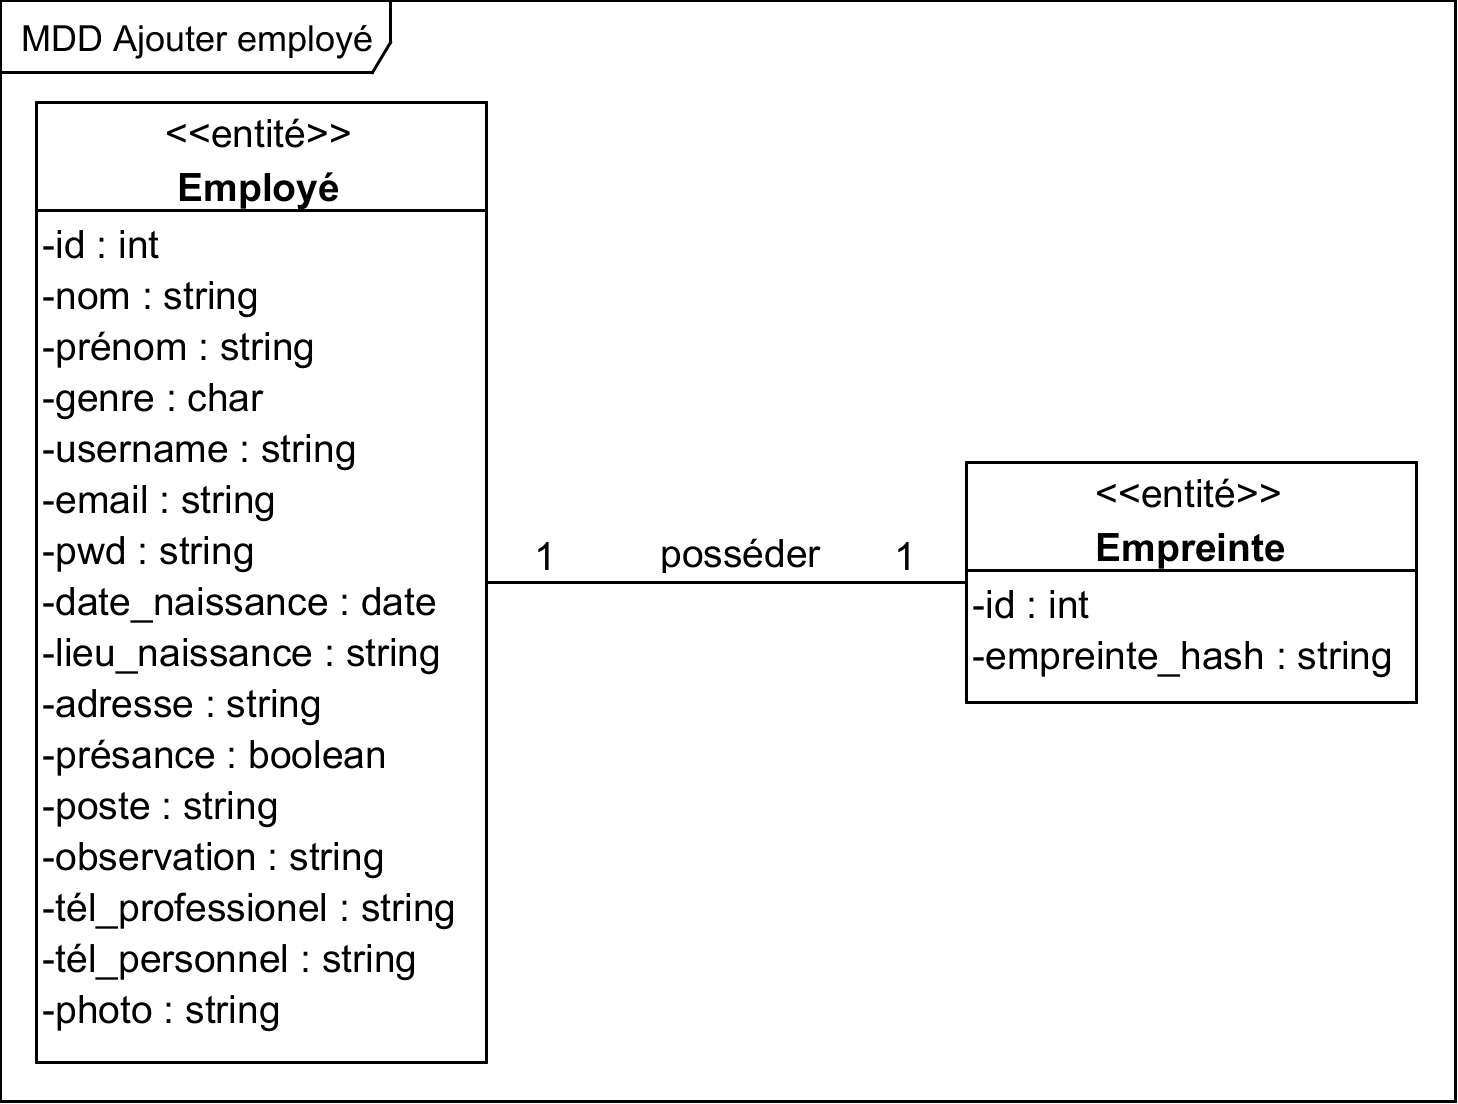 MDD Ajouter employé
<<entité>>
Employé
-id : int
-nom : string
-prénom : string
-genre : char
-username : string
-email : string
-pwd : string
-date_naissance : date
-lieu_naissance : string
-adresse : string
-présance : boolean
-poste : string
-observation : string
-tél_professionel : string
-tél_personnel : string
-photo : string
1 posséder 1
<<entité>>
Empreinte
-id : int
-empreinte_hash : string